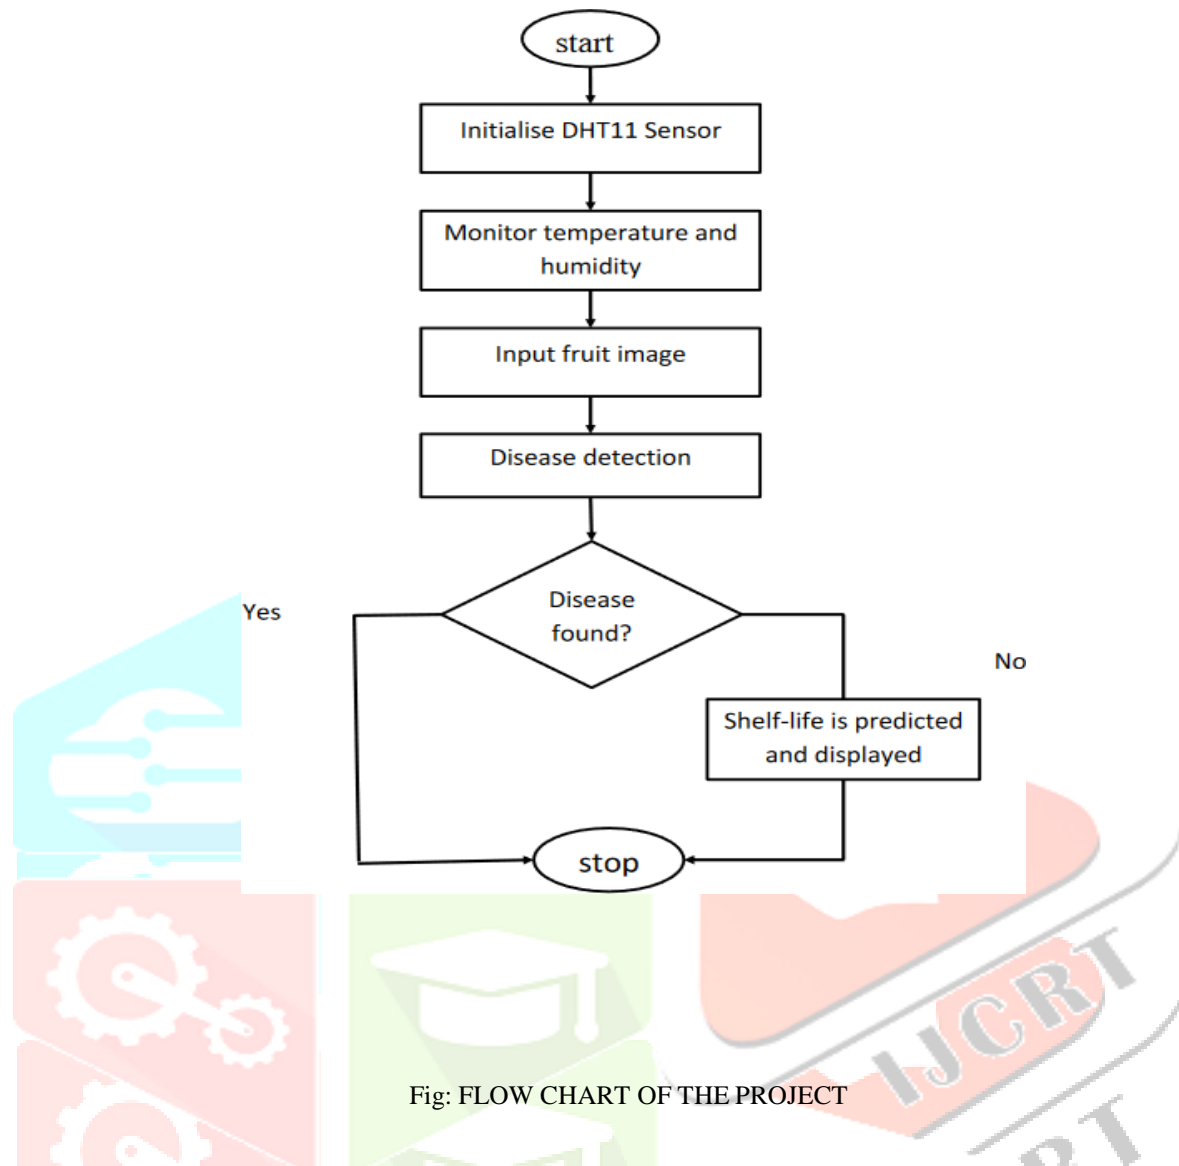 start
Initialise DHT11 Sensor
Monitor temperature and
humidity
Input fruit image
Disease detection
Disease
found?
Yes
No
Shelf-life is predicted
and displayed
stop
IJCRT
Fig: FLOW CHART OF THE PROJECT
RT